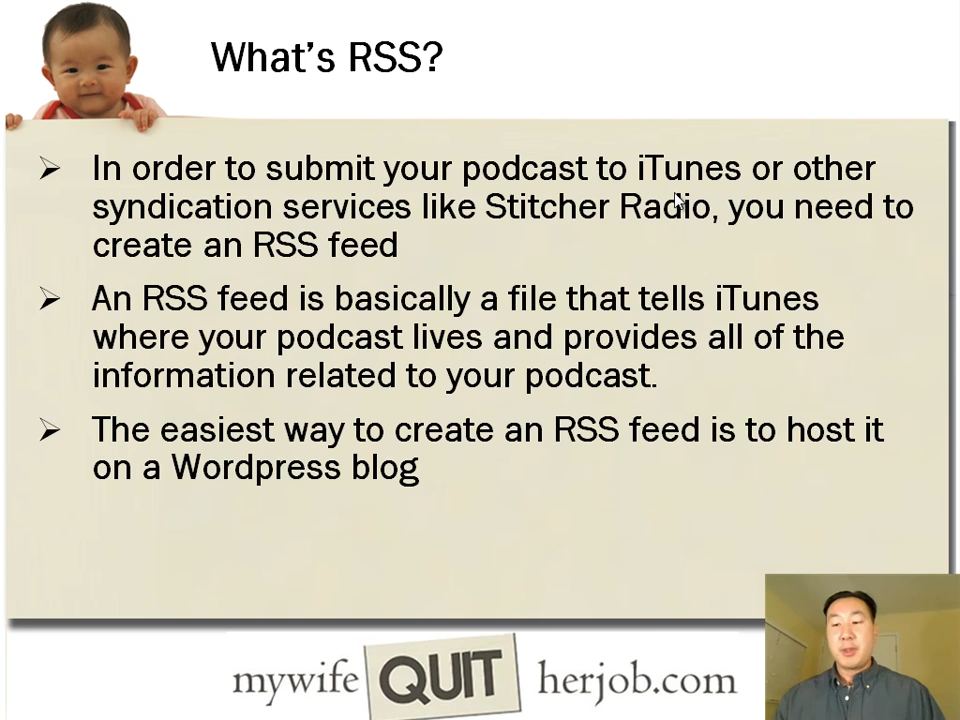 What's RSS?
In order to submit your podcast to iTunes or other
syndication services like Stitcher Radio, you need to
create an RSS feed
An RSS feed is basically a file that tells iTunes
where your podcast lives and provides all of the
information related to your podcast.
The easiest way to create an RSS feed is to host it
on a Wordpress blog
mywife QUIT herjob.com